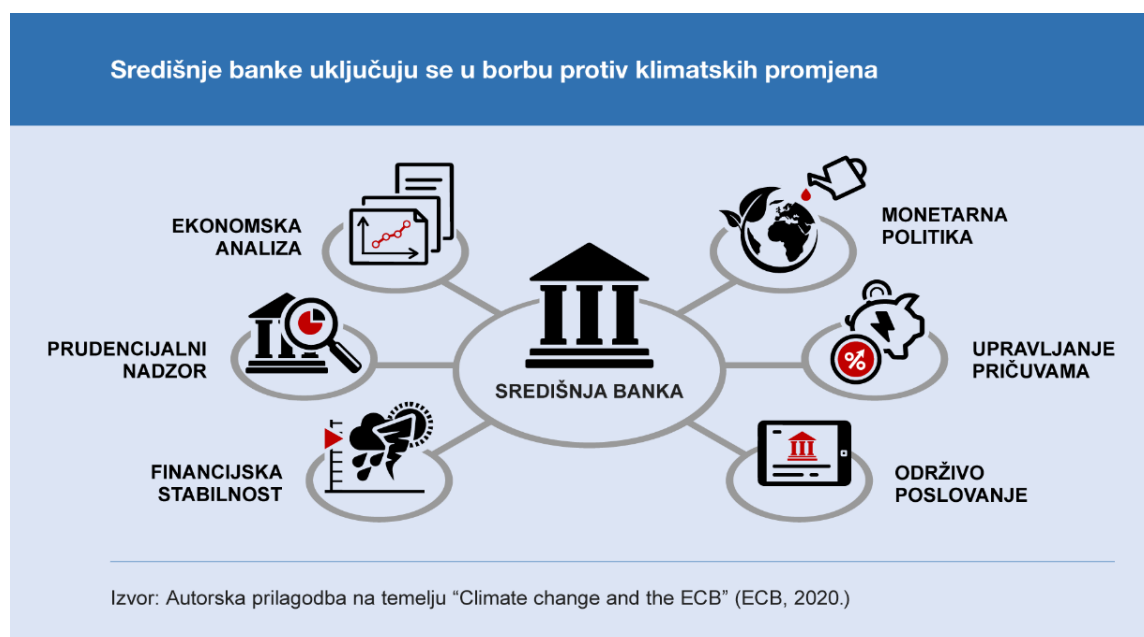 Središnje banke uključuju se u borbu protiv klimatskih promjena
EKONOMSKA
ANALIZA
MONETARNA
POLITIKA
PRUDENCIJALNI
NADZOR
SREDIŠNJA BANKA
UPRAVLJANJE
PRIČUVAMA
%
FINANCIJSKA
STABILNOST
ODRŽIVO
POSLOVANJE
Izvor: Autorska prilagodba na temelju “Climate change and the ECB” (ECB, 2020.)